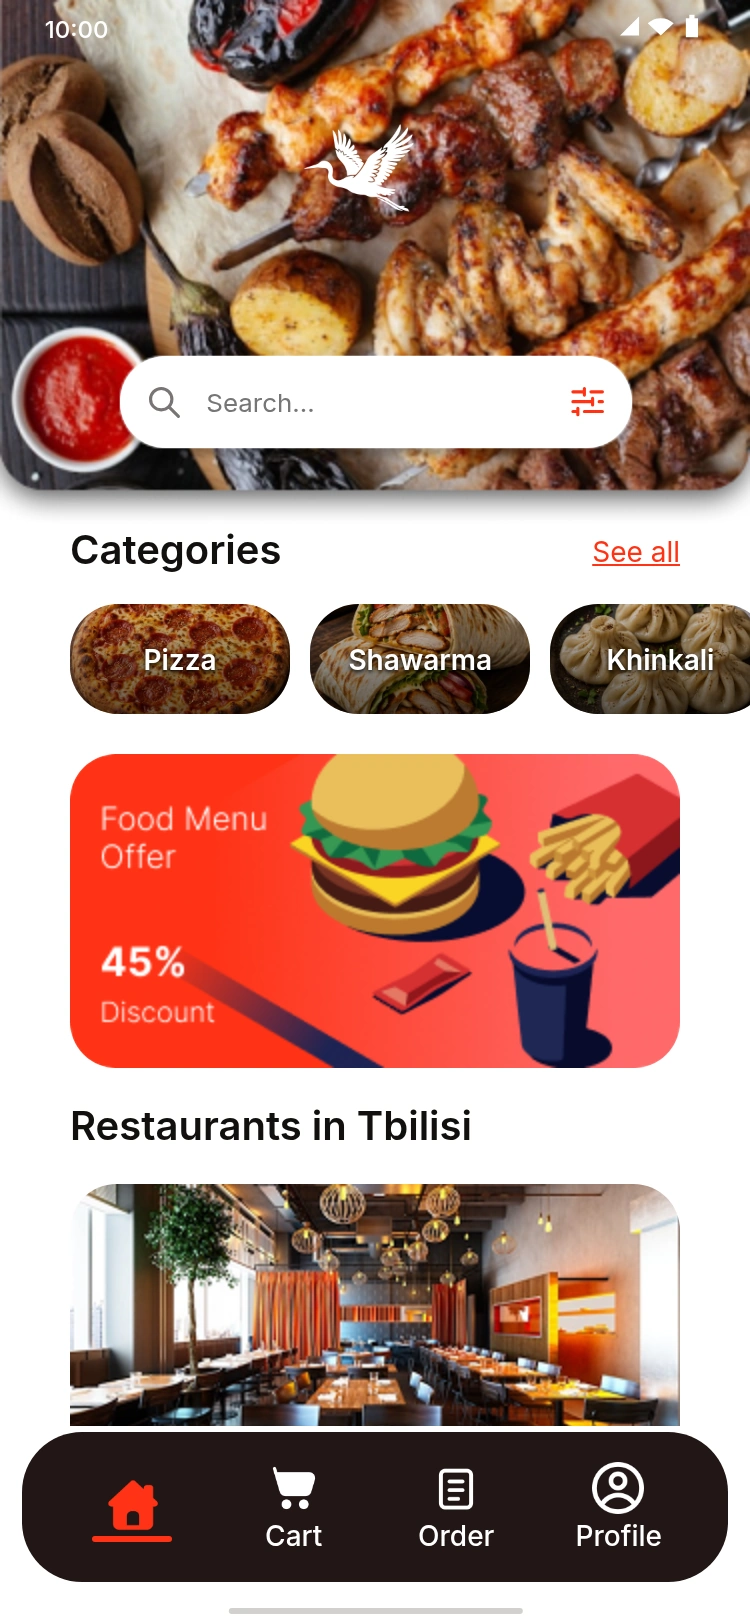 10:00
Search...
Categories
See all
Pizza
Shawarma
Khinkali
Food Menu
Offer
45%
Discount
Restaurants in Tbilisi
Cart
Order
Profile